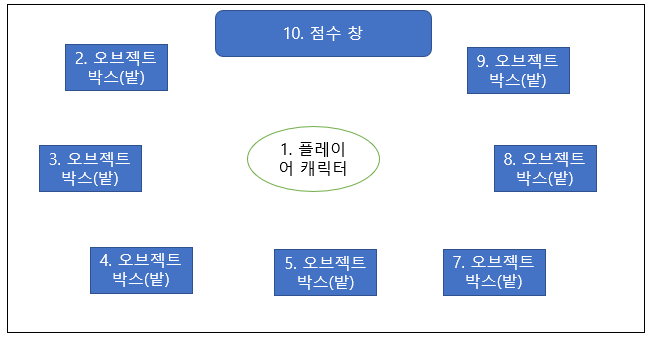 10. 점수 창
2. 오브젝트
박스(밭)
9. 오브젝트
박스(밭)
3. 오브젝트
박스(밭)
1. 플레이
어 캐릭터
8. 오브젝트
박스(밭)
4. 오브젝트
박스(밭)
5. 오브젝트
박스(밭)
7. 오브젝트
박스(밭)